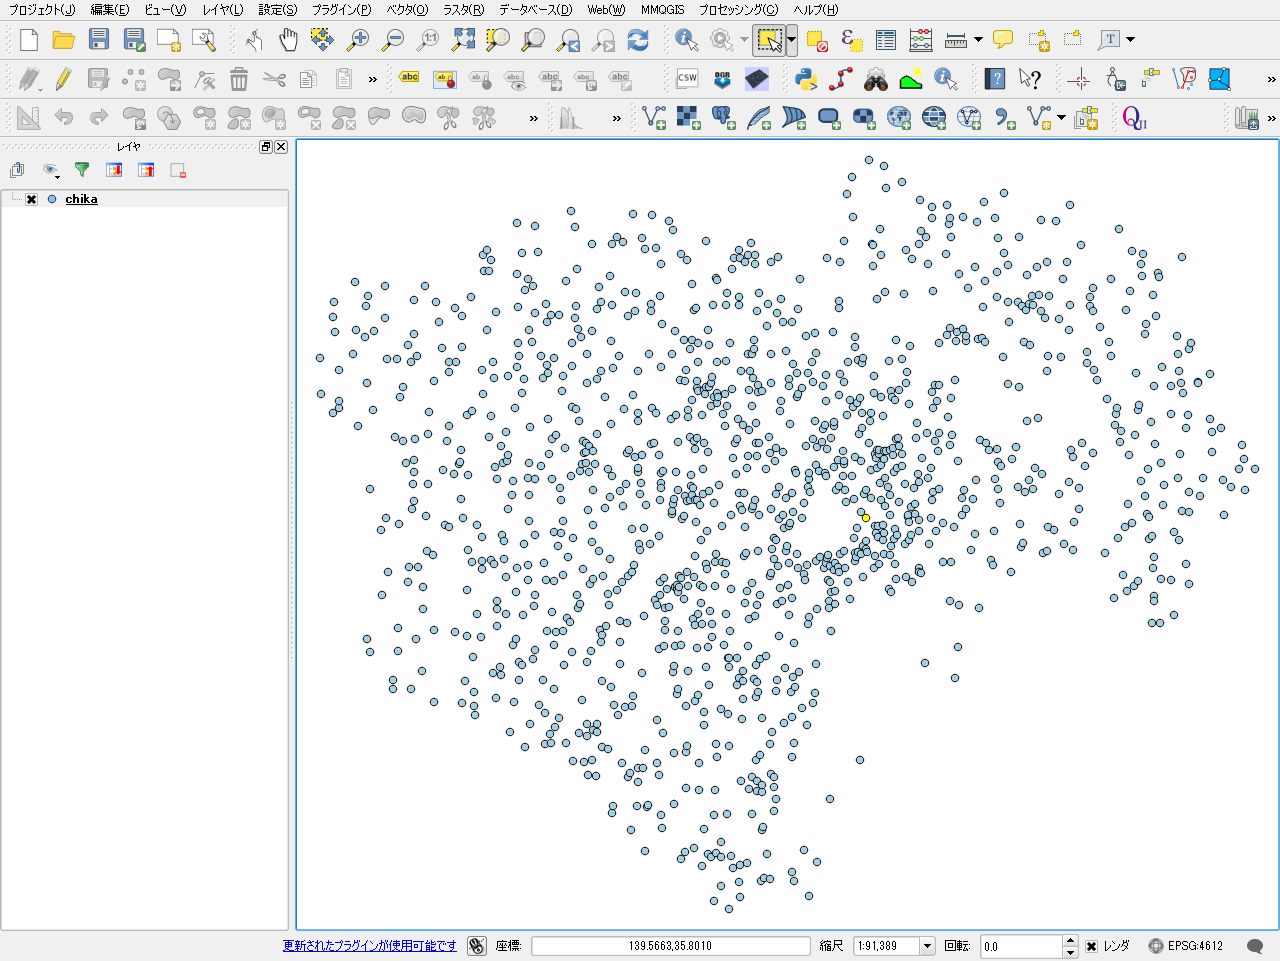 プロジェクト(J) 編集(E) ビュー(V) レイヤ(L) 設定(S) プラグイン(P) ベクタ(O) ラスタ(R) データベース(D) Web(W) MMQGIS プロセッシング(C) ヘルプ(H)
レイヤ
chika
更新されたプラグインが使用可能です 座標: 139.5663,35.8010 縮尺 1:91,389 回転: 0.0 レンダ EPSG:4612